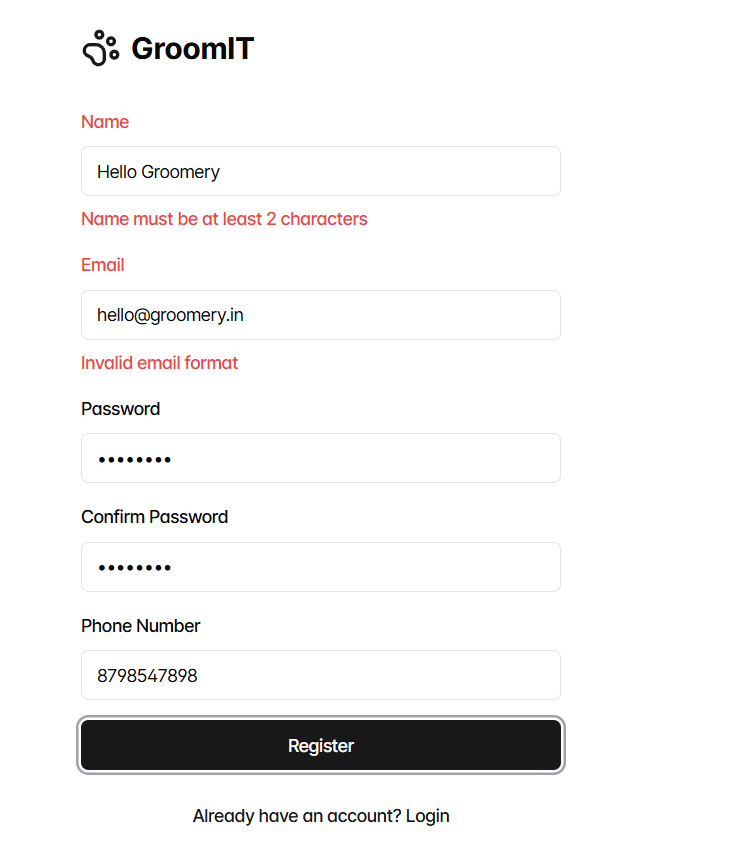 GroomIT
Name
Hello Groomery
Name must be at least 2 characters
Email
hello@groomery.in
Invalid email format
Password
••••••••
Confirm Password
••••••••
Phone Number
8798547898
Register
Already have an account? Login